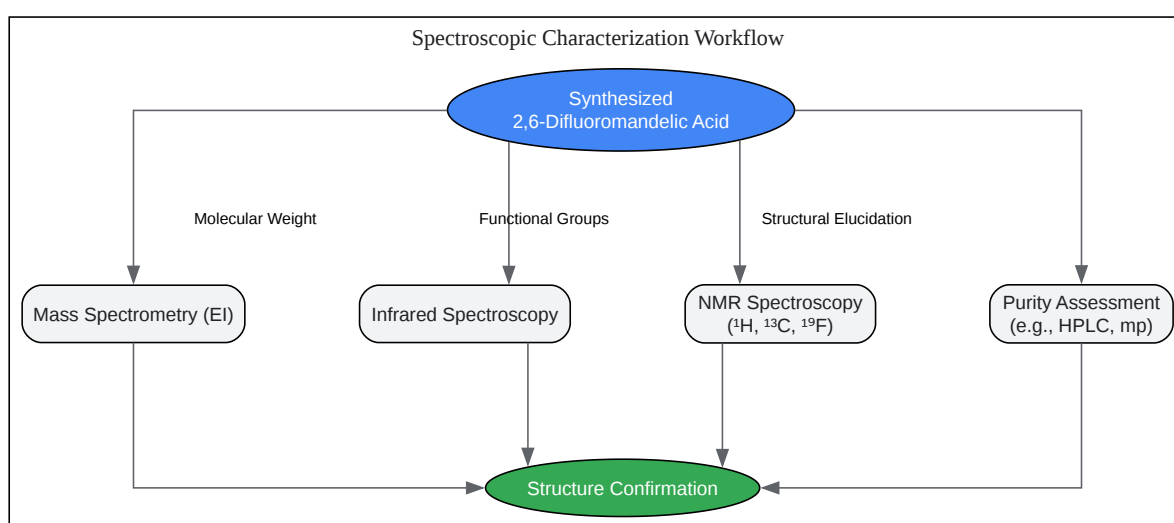 Spectroscopic Characterization Workflow
Synthesized
2,6-Difluoromandelic Acid
Molecular Weight
Functional Groups
Structural Elucidation
Mass Spectrometry (EI)
Infrared Spectroscopy
NMR Spectroscopy
(¹H, ¹³C, ¹⁹F)
Purity Assessment
(e.g., HPLC, mp)
Structure Confirmation